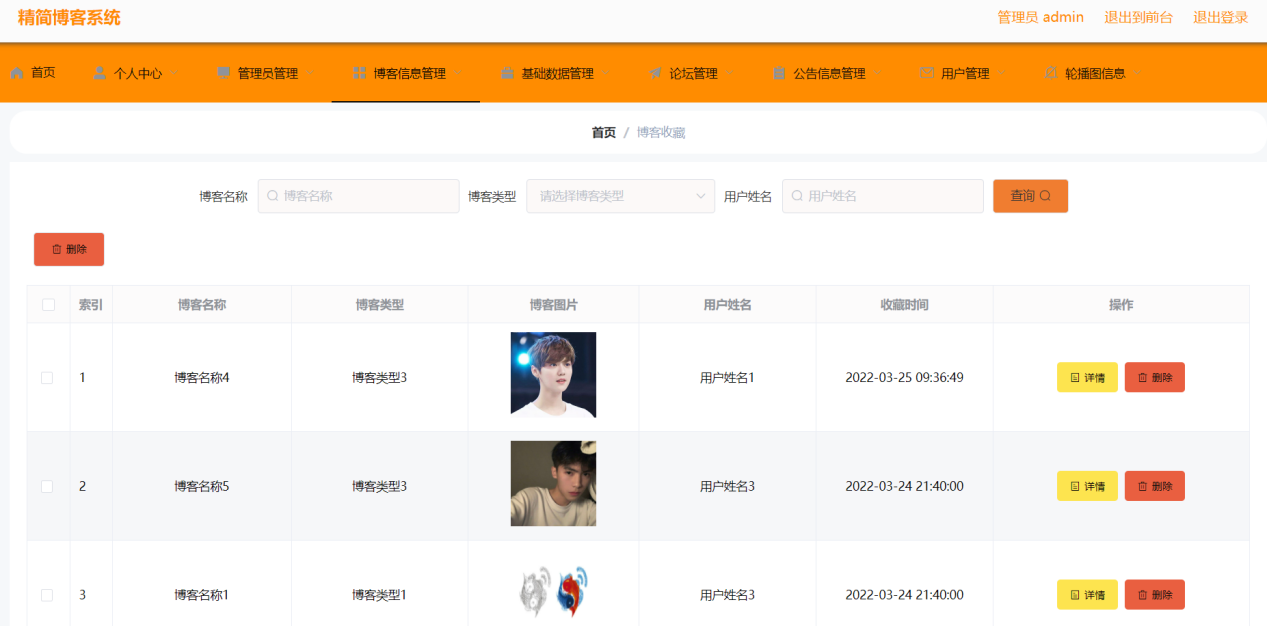 精简博客系统 管理员 admin 退出到前台 退出登录
首页 个人中心 管理员管理 博客信息管理 基础数据管理 论坛管理 公告信息管理 用户管理 轮播图信息
首页 / 博客收藏
博客名称 博客名称 博客类型 请选择博客类型 用户姓名 用户姓名 查询
删除
索引 博客名称 博客类型 博客图片 用户姓名 收藏时间 操作
1 博客名称4 博客类型3 用户姓名1 2022-03-25 09:36:49 详情 删除
2 博客名称5 博客类型3 用户姓名3 2022-03-24 21:40:00 详情 删除
3 博客名称1 博客类型1 用户姓名3 2022-03-24 21:40:00 详情 删除